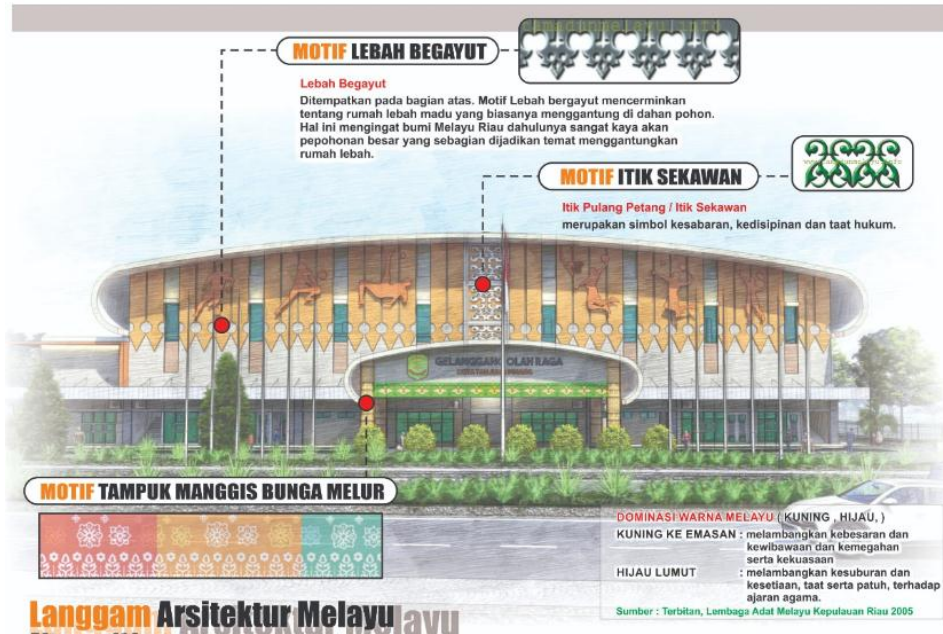 MOTIF LEBAH BEGAYUT
Lebah Begayut
Ditempatkan pada bagian atas. Motif Lebah bergayut mencerminkan
tentang rumah lebah madu yang biasanya menggantung di dahan pohon.
Hal ini mengingat bumi Melayu Riau dahulunya sangat kaya akan
pepohonan besar yang sebagian dijadikan temat menggantungkan
rumah lebah.
MOTIF ITIK SEKAWAN
Itik Pulang Petang / Itik Sekawan
merupakan simbol kesabaran, kedisipinan dan taat hukum.
GELANGGANG OLAH RAGA
MOTIF TAMPUK MANGGIS BUNGA MELUR
DOMINASI WARNA MELAYU ( KUNING , HIJAU, )
KUNING KE EMASAN : melambangkan kebesaran dan
kewibawaan dan kemegahan
serta kekuasaan
HIJAU LUMUT : melambangkan kesuburan dan
kesetiaan, taat serta patuh, terhadap
ajaran agama.
Sumber : Terbitan, Lembaga Adat Melayu Kepulauan Riau 2005
Langgam Arsitektur Melayu